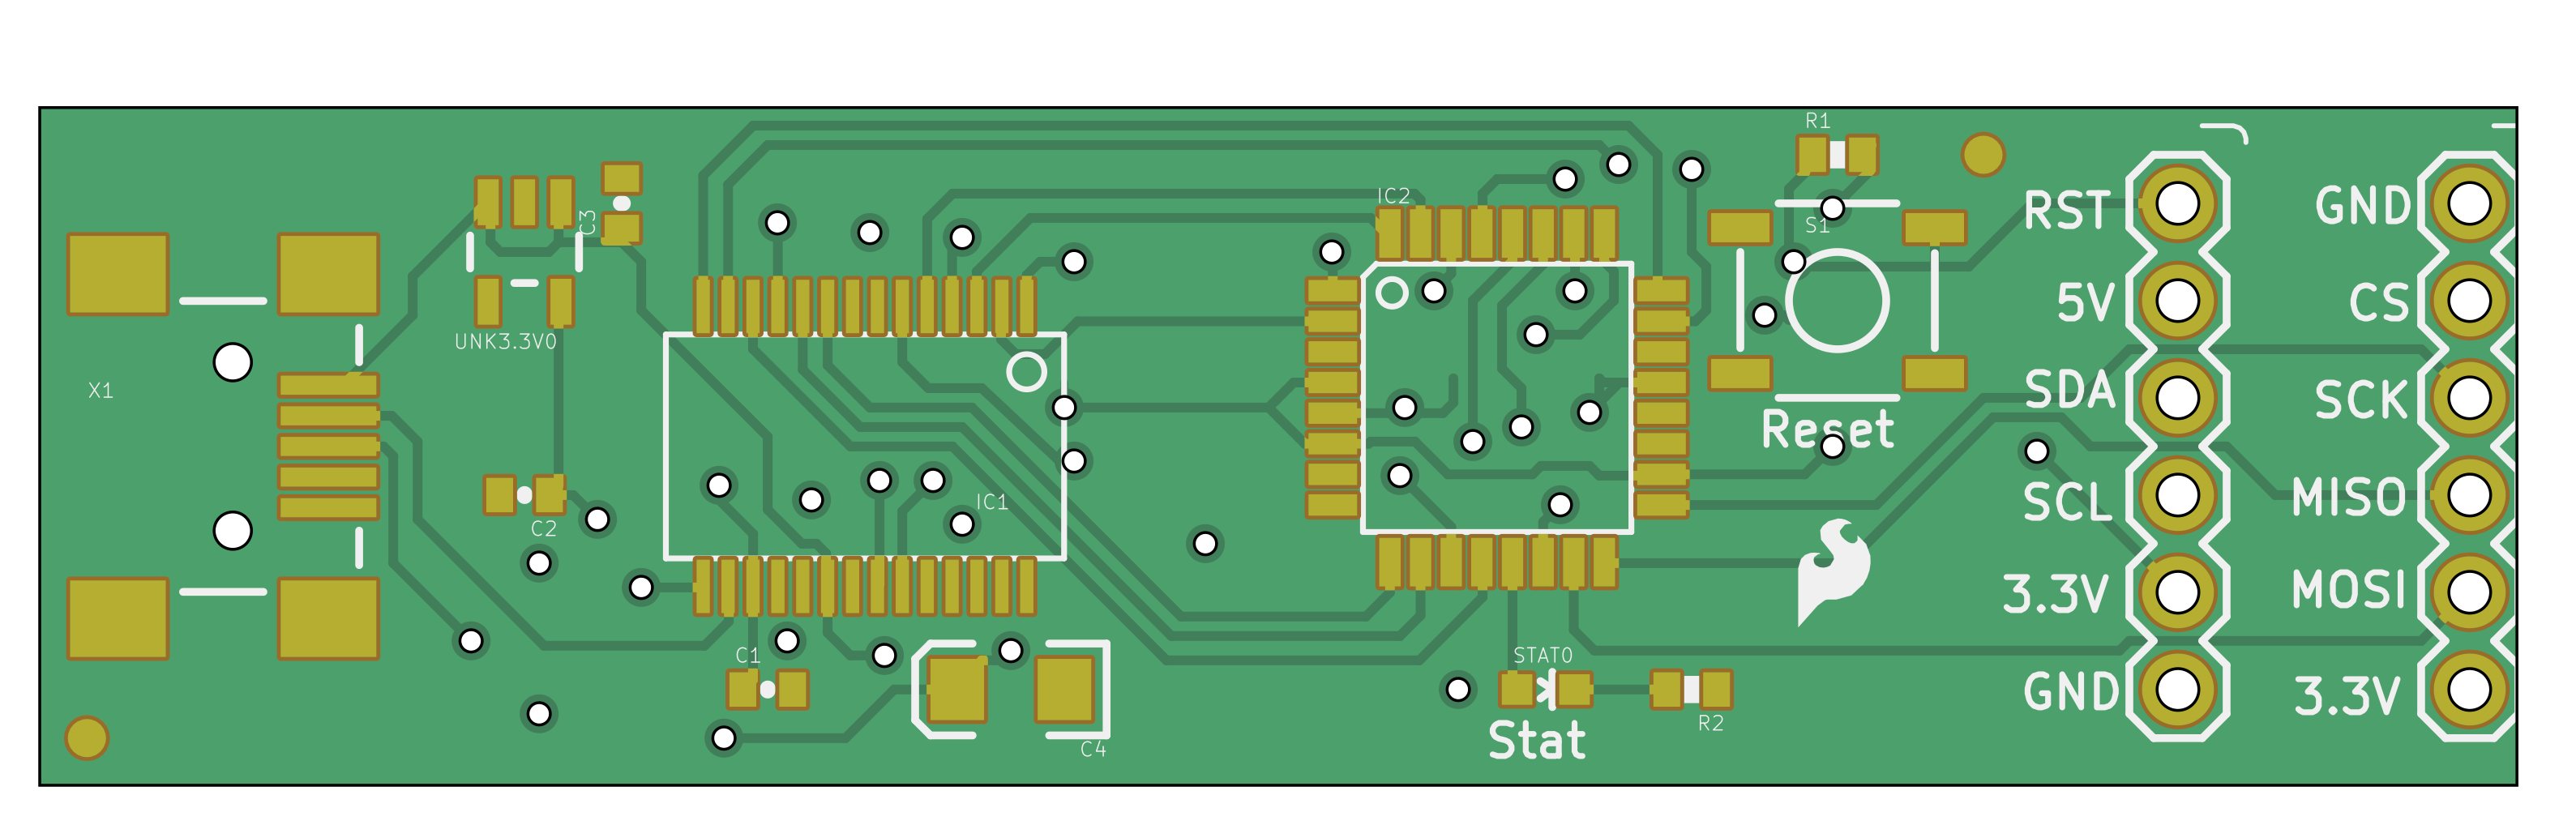 R1
IC2
RST
GND
C3
S1
5V
CS
UNK3.3V0
X1
SDA
SCK
Reset
IC1
SCL
MISO
C2
3.3V
MOSI
C1
STAT0
GND
3.3V
R2
Stat
C4